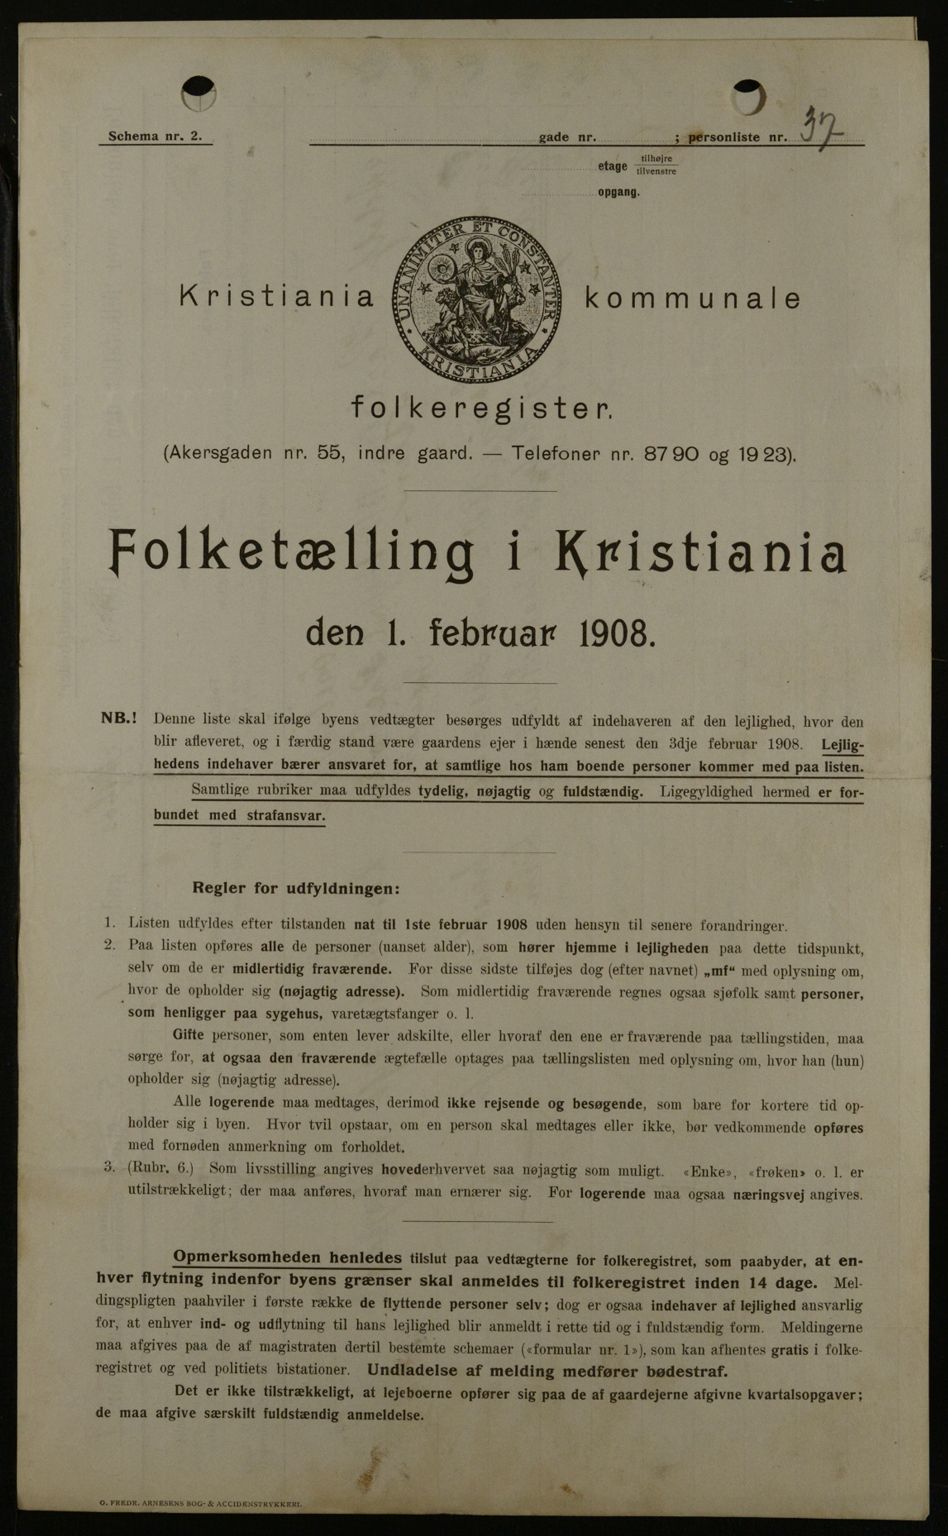 Schema nr. 2.
gade nr. ; personliste nr. 37
etage tilhøjre
tilvenstre
opgang.
UNANIMITER ET CONSTANTER
KRISTIANIA
Kristiania kommunale
folkeregister.
(Akersgaden nr. 55, indre gaard. — Telefoner nr. 8790 og 1923).
Folketælling i Kristiania
den 1. februar 1908.
NB.! Denne liste skal ifølge byens vedtægter besørges udfyldt af indehaveren af den lejlighed, hvor den
blir afleveret, og i færdig stand være gaardens ejer i hænde senest den 3dje februar 1908. Lejlig-
hedens indehaver bærer ansvaret for, at samtlige hos ham boende personer kommer med paa listen.
Samtlige rubriker maa udfyldes tydelig, nøjagtig og fuldstændig. Ligegyldighed hermed er for-
bundet med strafansvar.
Regler for udfyldningen:
1. Listen udfyldes efter tilstanden nat til 1ste februar 1908 uden hensyn til senere forandringer.
2. Paa listen opføres alle de personer (uanset alder), som hører hjemme i lejligheden paa dette tidspunkt,
selv om de er midlertidig fraværende. For disse sidste tilføjes dog (efter navnet) „mf“ med oplysning om,
hvor de opholder sig (nøjagtig adresse). Som midlertidig fraværende regnes ogsaa sjøfolk samt personer,
som henligger paa sygehus, varetægtsfanger o. l.
Gifte personer, som enten lever adskilte, eller hvoraf den ene er fraværende paa tællingstiden, maa
sørge for, at ogsaa den fraværende ægtefælle optages paa tællingslisten med oplysning om, hvor han (hun)
opholder sig (nøjagtig adresse).
Alle logerende maa medtages, derimod ikke rejsende og besøgende, som bare for kortere tid op-
holder sig i byen. Hvor tvil opstaar, om en person skal medtages eller ikke, bør vedkommende opføres
med fornøden anmerkning om forholdet.
3. (Rubr. 6.) Som livsstilling angives hovederhvervet saa nøjagtig som muligt. «Enke», «frøken» o. l. er
utilstrækkeligt; der maa anføres, hvoraf man ernærer sig. For logerende maa ogsaa næringsvej angives.
Opmerksomheden henledes tilslut paa vedtægterne for folkeregistret, som paabyder, at en-
hver flytning indenfor byens grænser skal anmeldes til folkeregistret inden 14 dage. Mel-
dingspligten paahviler i første række de flyttende personer selv; dog er ogsaa indehaver af lejlighed ansvarlig
for, at enhver ind- og udflytning til hans lejlighed blir anmeldt i rette tid og i fuldstændig form. Meldingerne
maa afgives paa de af magistraten dertil bestemte schemaer («formular nr. 1»), som kan afhentes gratis i folke-
registret og ved politiets bistationer. Undladelse af melding medfører bødestraf.
Det er ikke tilstrækkeligt, at lejeboerne opfører sig paa de af gaardejerne afgivne kvartalsopgaver;
de maa afgive særskilt fuldstændig anmeldelse.
O. FREDR. ARNESENS BOG- & ACCIDENSTRYKKERI.